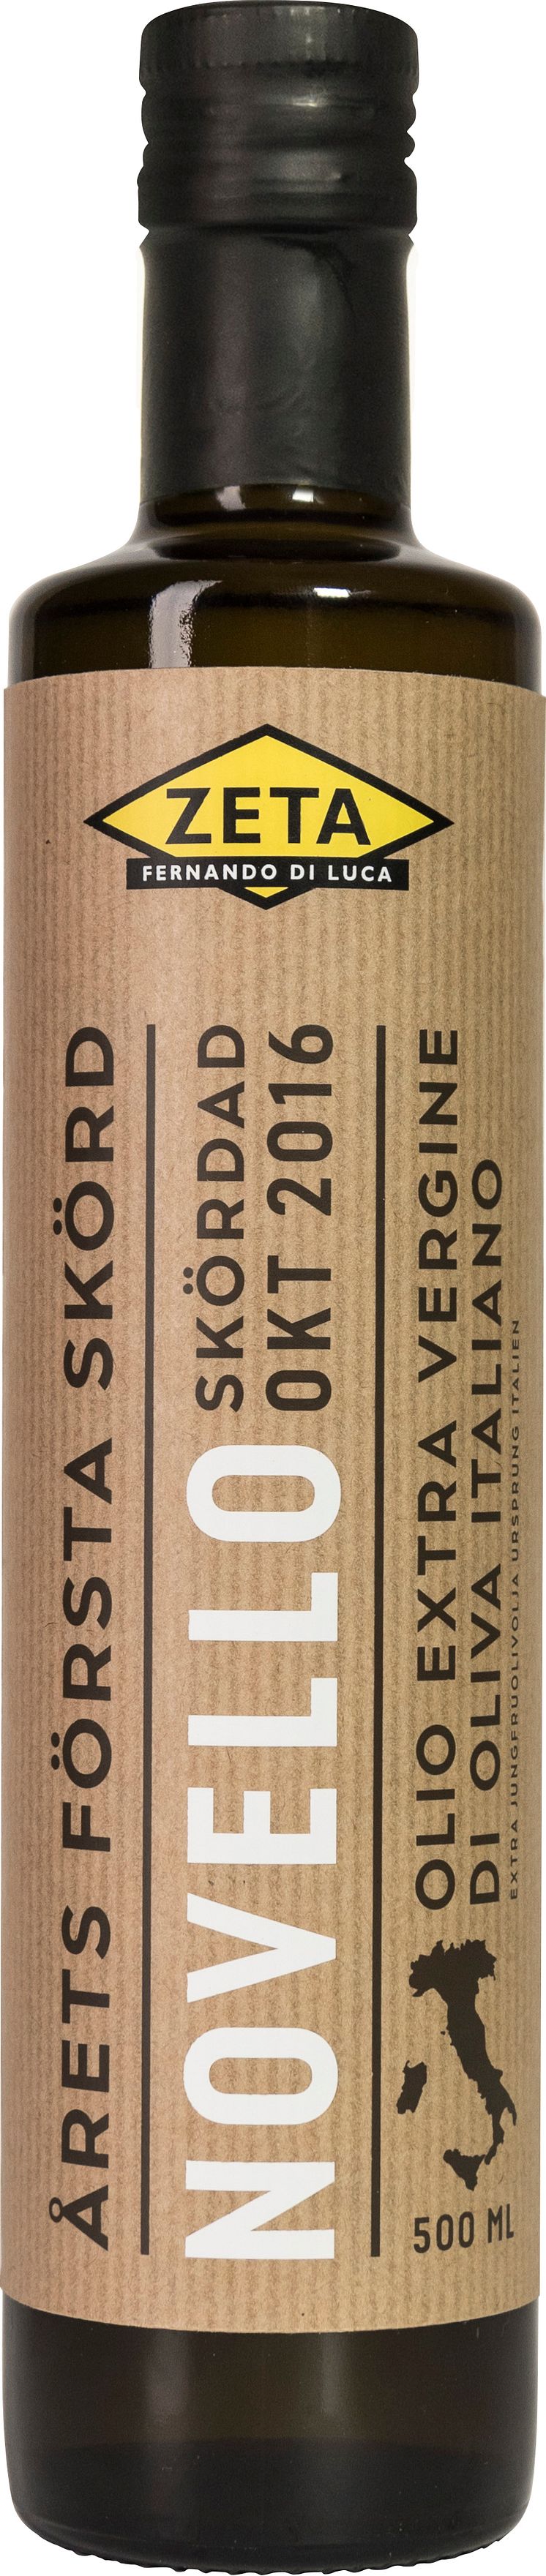 ZETA
FERNANDO DI LUCA
ÅRETS FÖRSTA SKÖRD
NOVELLO
SKÖRDAD
OKT 2016
OLIO EXTRA VERGINE
DI OLIVA ITALIANO
EXTRA JUNGFRUOLIVOLJA URSPRUNG ITALIEN
500 ML